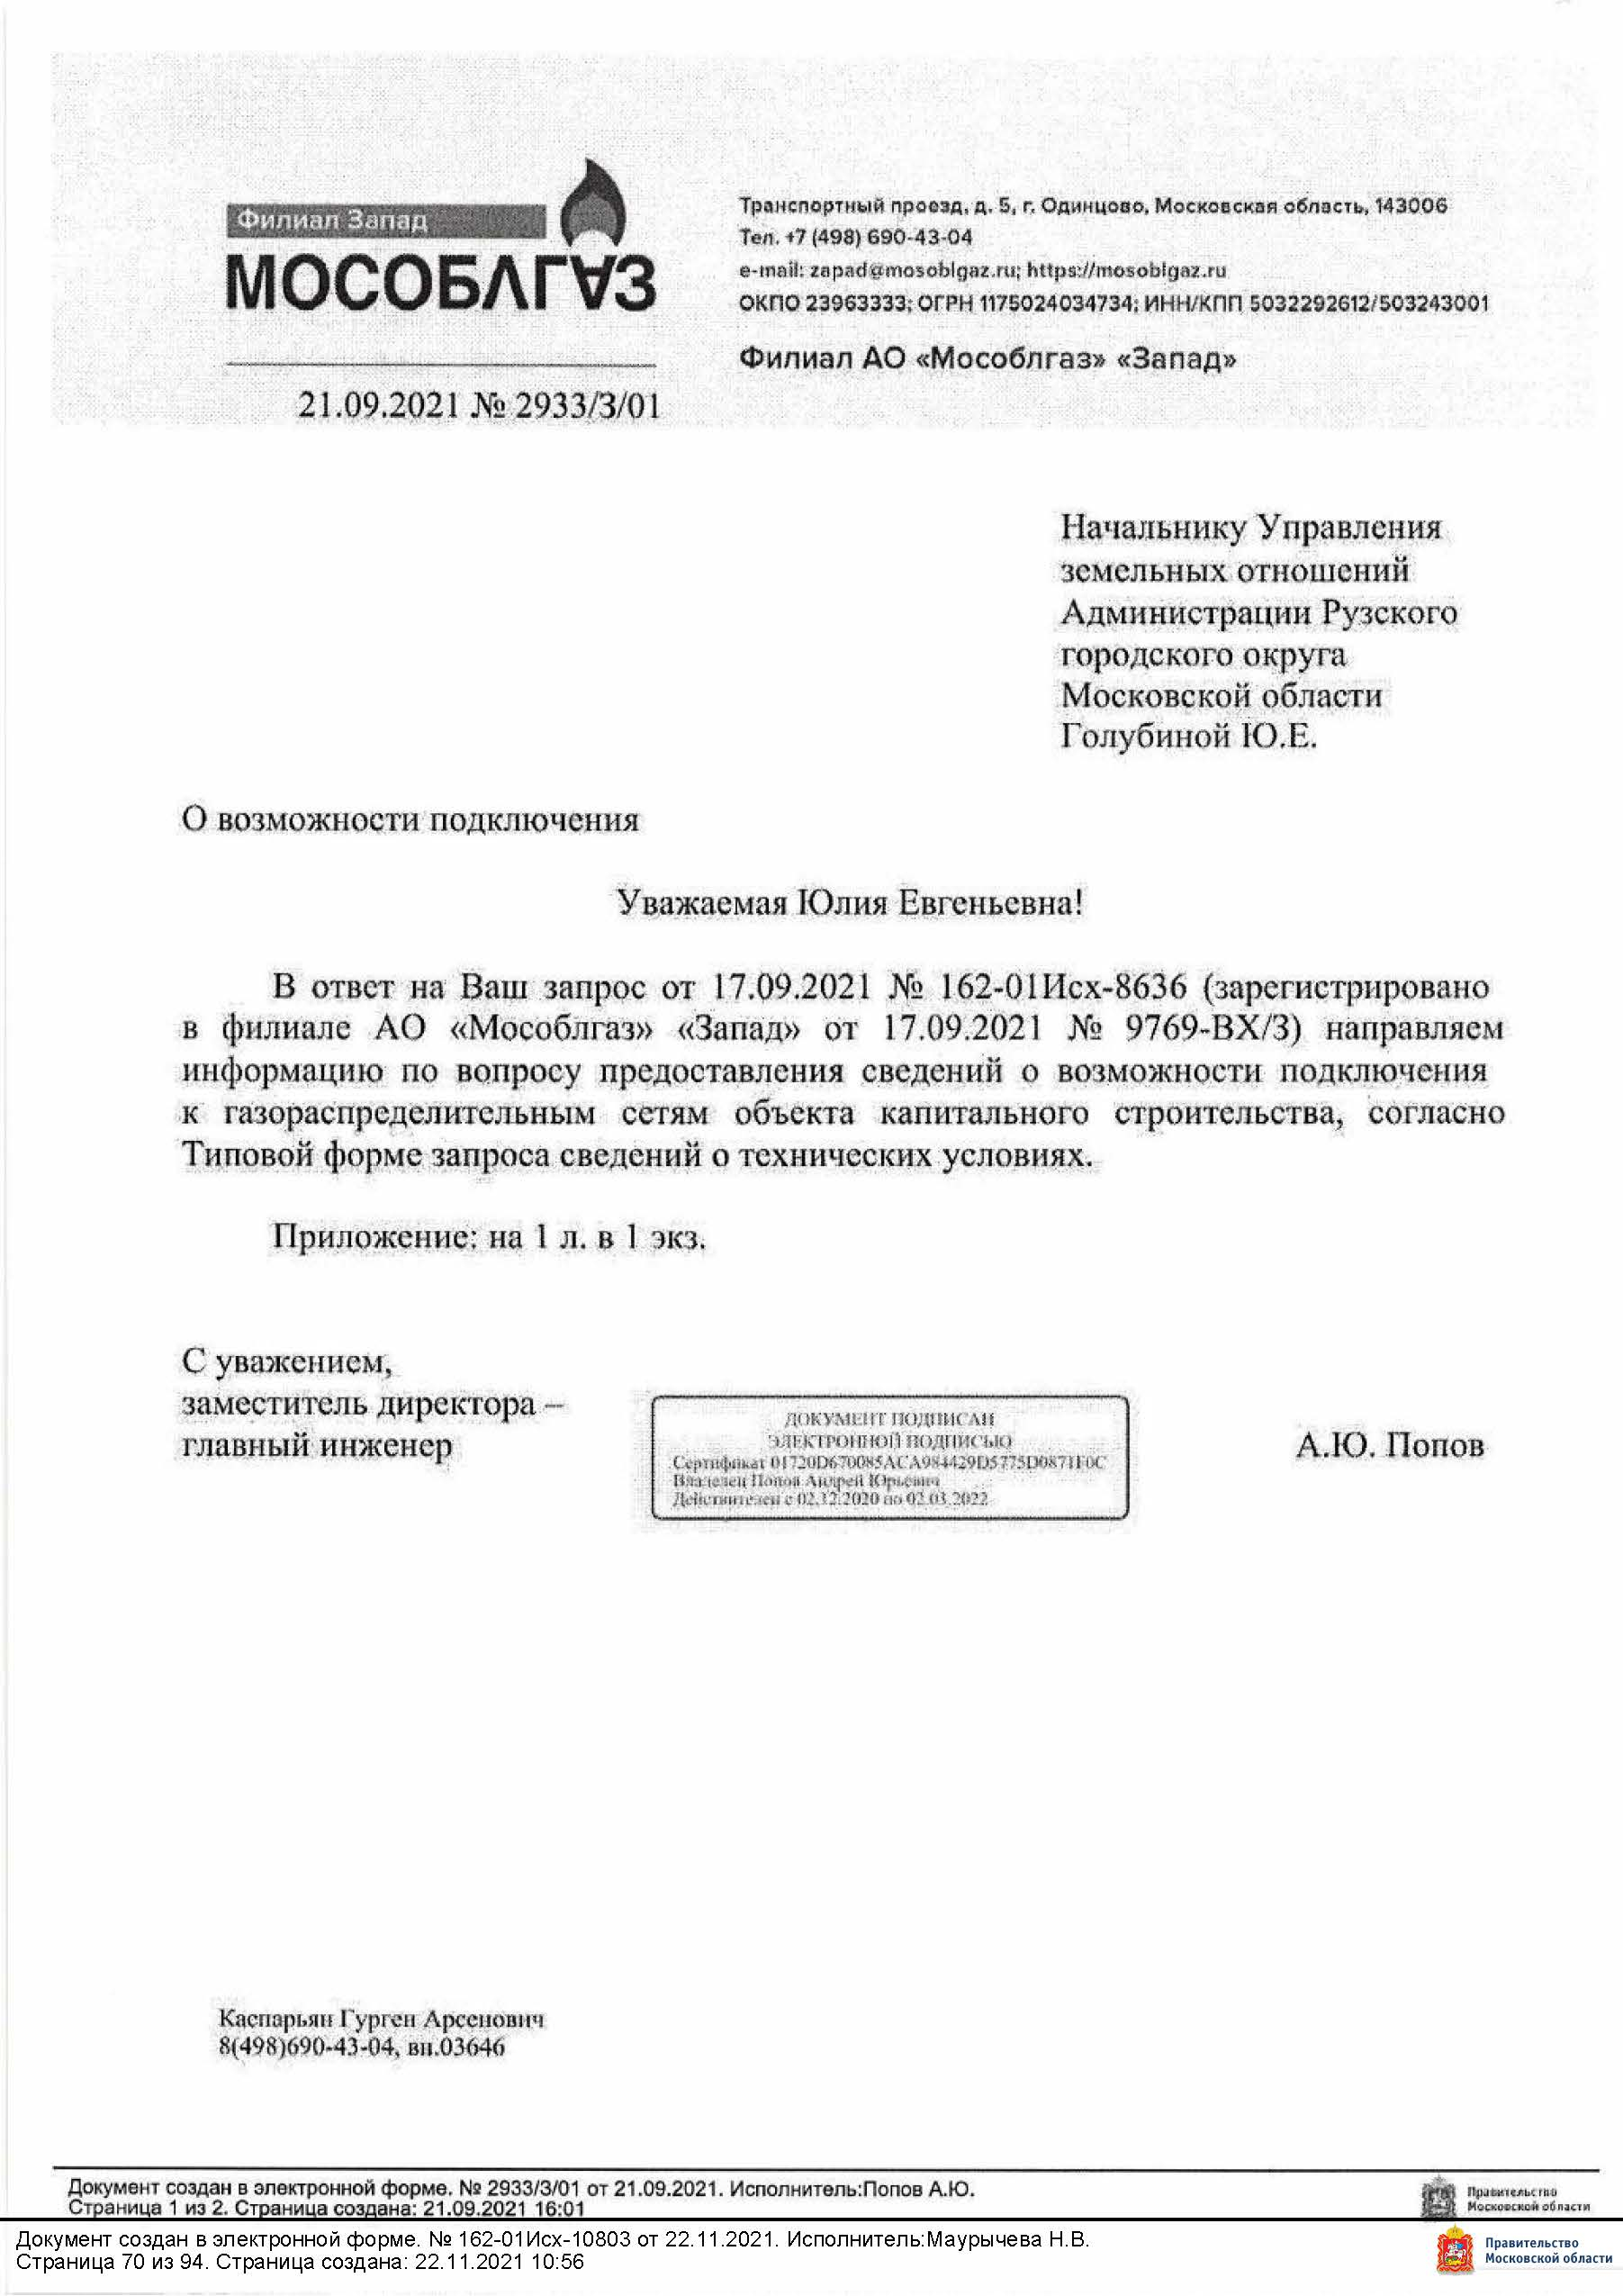 Филиал Запад
МОСОБЛГАЗ
21.09.2021 № 2933/3/01
Транспортный проезд, д. 5, г. Одинцово, Московская область, 143006
Тел. +7 (498) 690-43-04
e-mail: zapad@mosoblgaz.ru; https://mosoblgaz.ru
ОКПО 23963333; ОГРН 1175024034734; ИНН/КПП 5032292612/503243001
Филиал АО «Мособлгаз» «Запад»
Начальнику Управления
земельных отношений
Администрации Рузского
городского округа
Московской области
Голубиной Ю.Е.
О возможности подключения
Уважаемая Юлия Евгеньевна!
В ответ на Ваш запрос от 17.09.2021 № 162-01Исх-8636 (зарегистрировано
в филиале АО «Мособлгаз» «Запад» от 17.09.2021 № 9769-ВХ/3) направляем
информацию по вопросу предоставления сведений о возможности подключения
к газораспределительным сетям объекта капитального строительства, согласно
Типовой форме запроса сведений о технических условиях.
Приложение: на 1 л. в 1 экз.
С уважением,
заместитель директора –
главный инженер
ДОКУМЕНТ ПОДПИСАН
ЭЛЕКТРОННОЙ ПОДПИСЬЮ
Сертификат 01720D670085ACA984429D5775D0871F0C
Владелец Попов Андрей Юрьевич
Действителен с 02.12.2020 по 02.03.2022
А.Ю. Попов
Каспарьян Гурген Арсенович
8(498)690-43-04, вн.03646
Документ создан в электронной форме. № 2933/3/01 от 21.09.2021. Исполнитель:Попов А.Ю.
Страница 1 из 2. Страница создана: 21.09.2021 16:01
Правительство
Московской области
Документ создан в электронной форме. № 162-01Исх-10803 от 22.11.2021. Исполнитель:Маурычева Н.В.
Страница 70 из 94. Страница создана: 22.11.2021 10:56
Правительство
Московской области